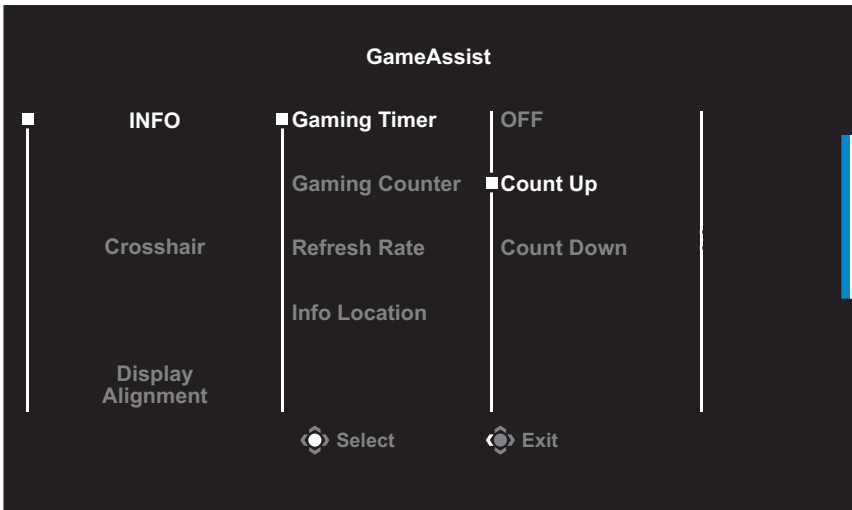 GameAssist
INFO
Gaming Timer
OFF
Gaming Counter
Count Up
Crosshair
Refresh Rate
Count Down
Info Location
Display
Alignment
Select
Exit